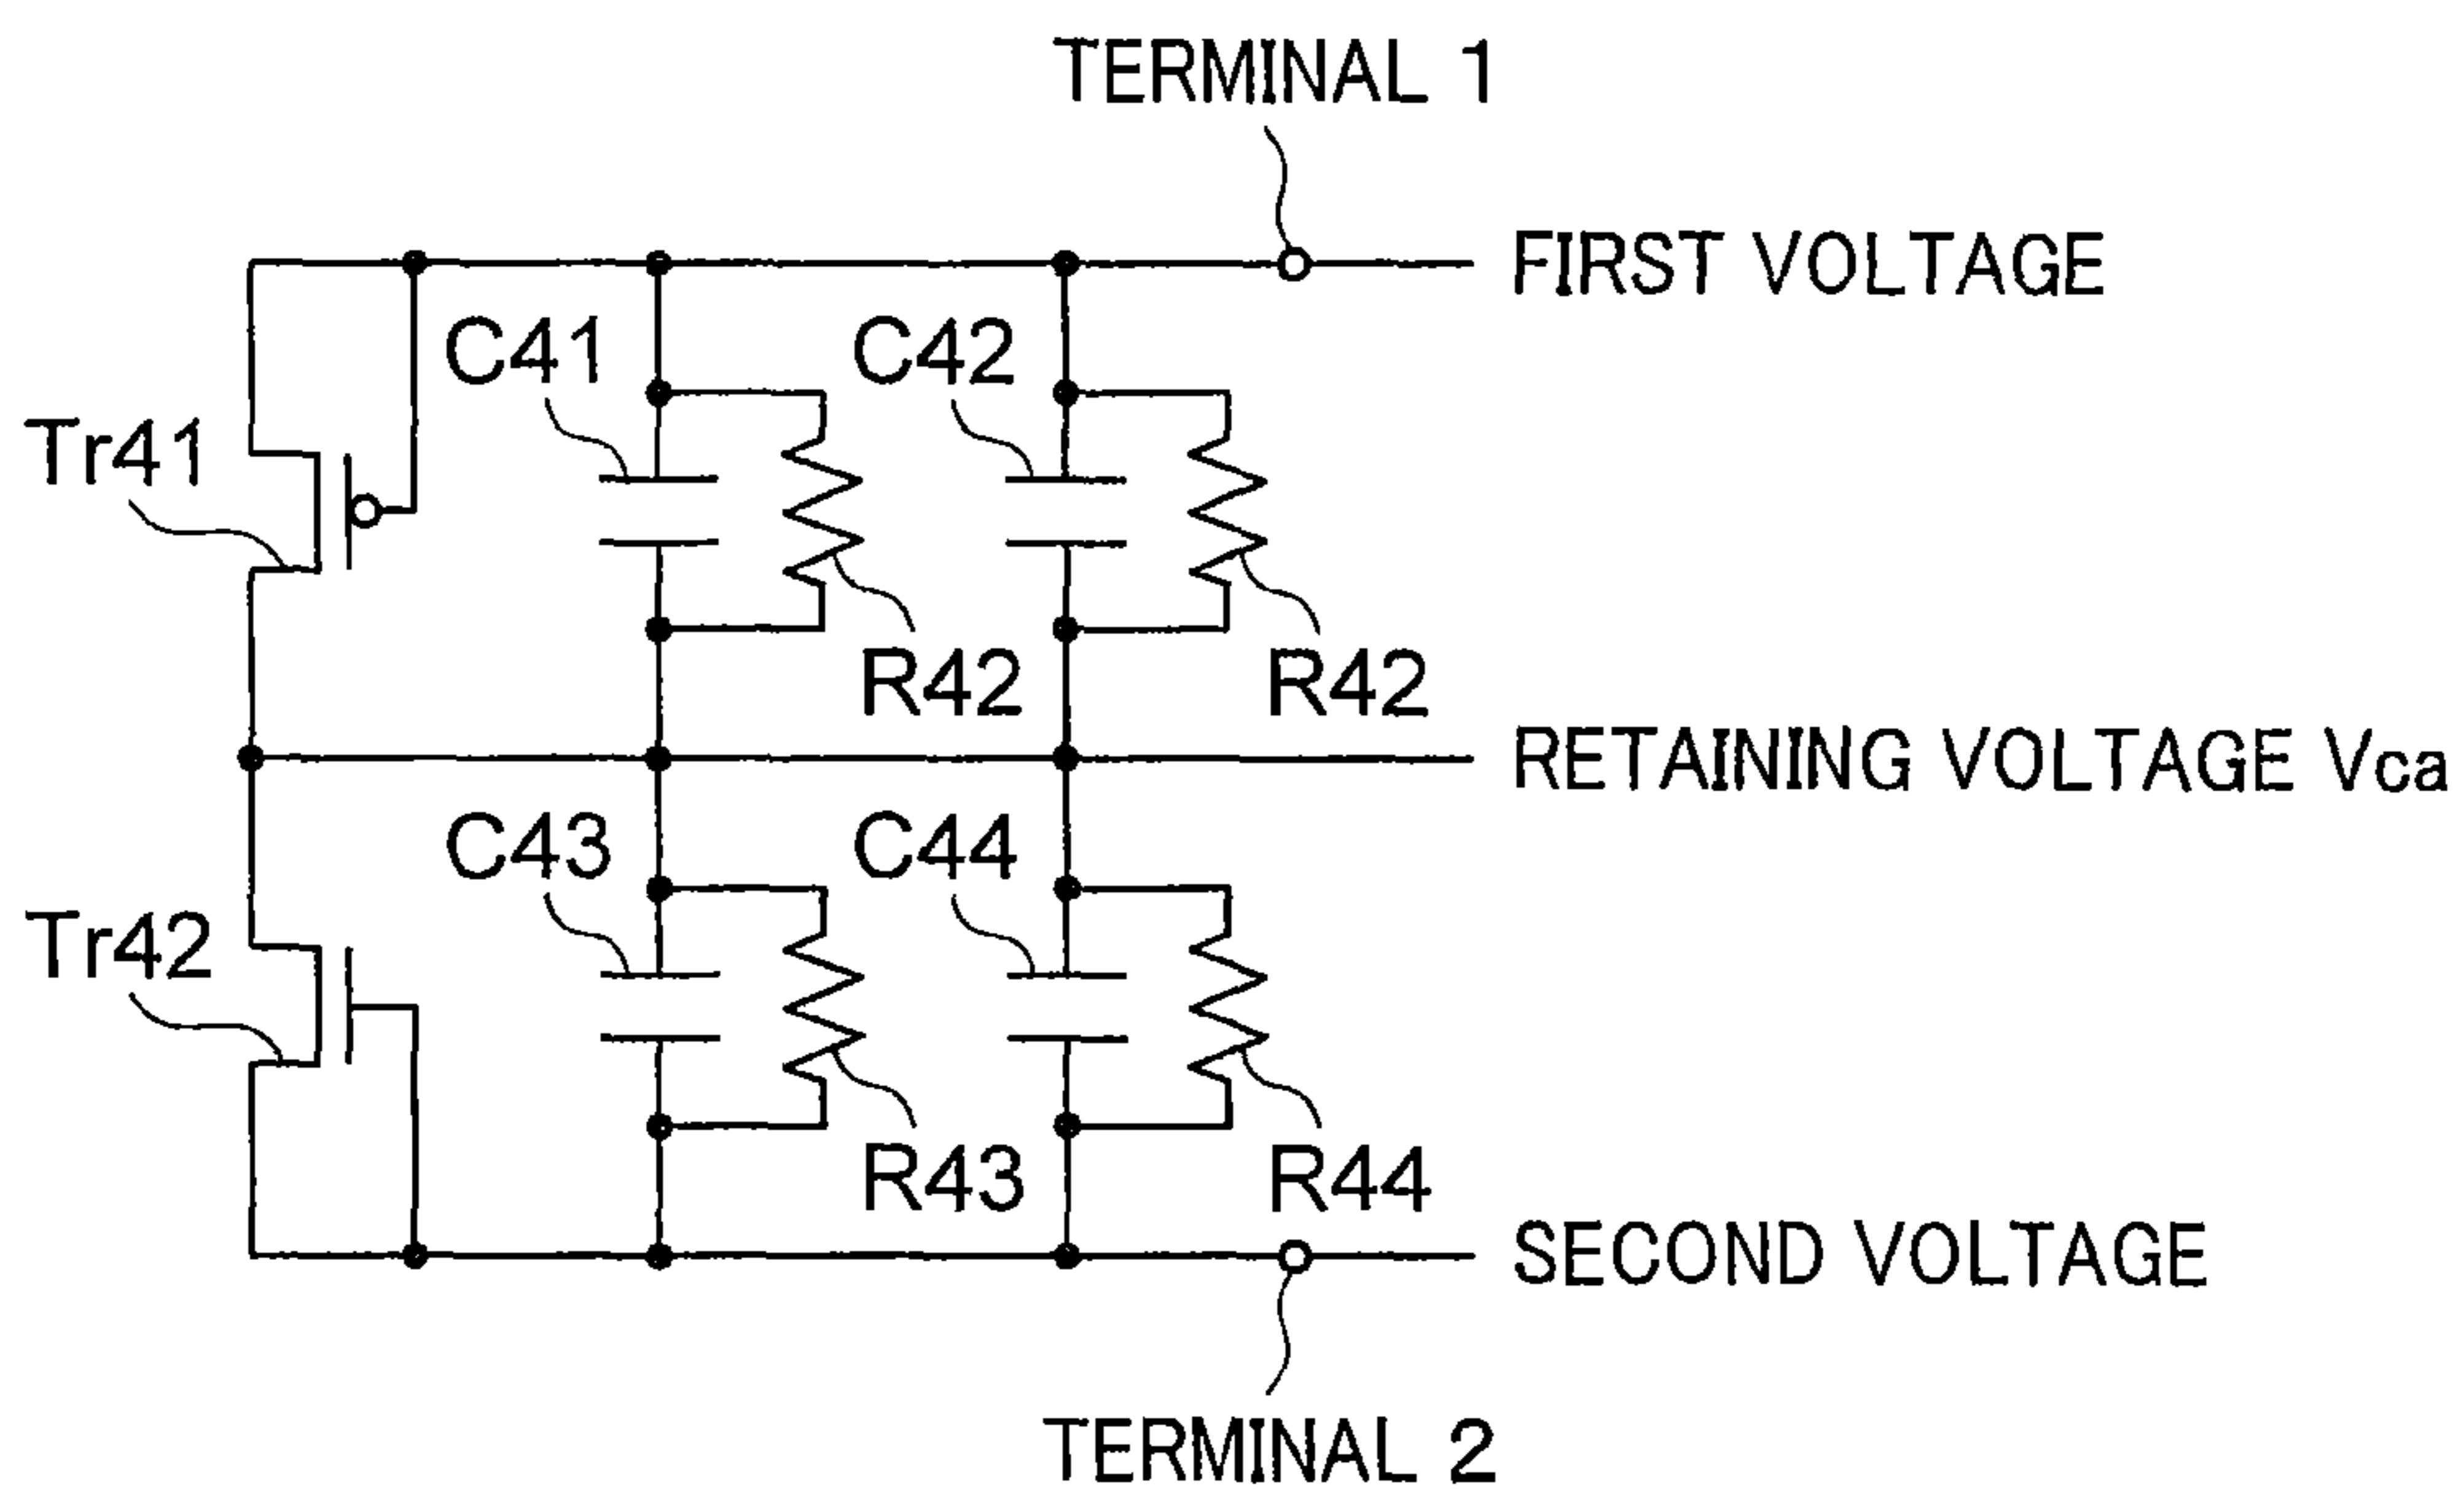 TERMINAL 1
FIRST VOLTAGE
C41
C42
Tr41
R42
R42
RETAINING VOLTAGE Vca
C43
C44
Tr42
R43
R44
SECOND VOLTAGE
TERMINAL 2